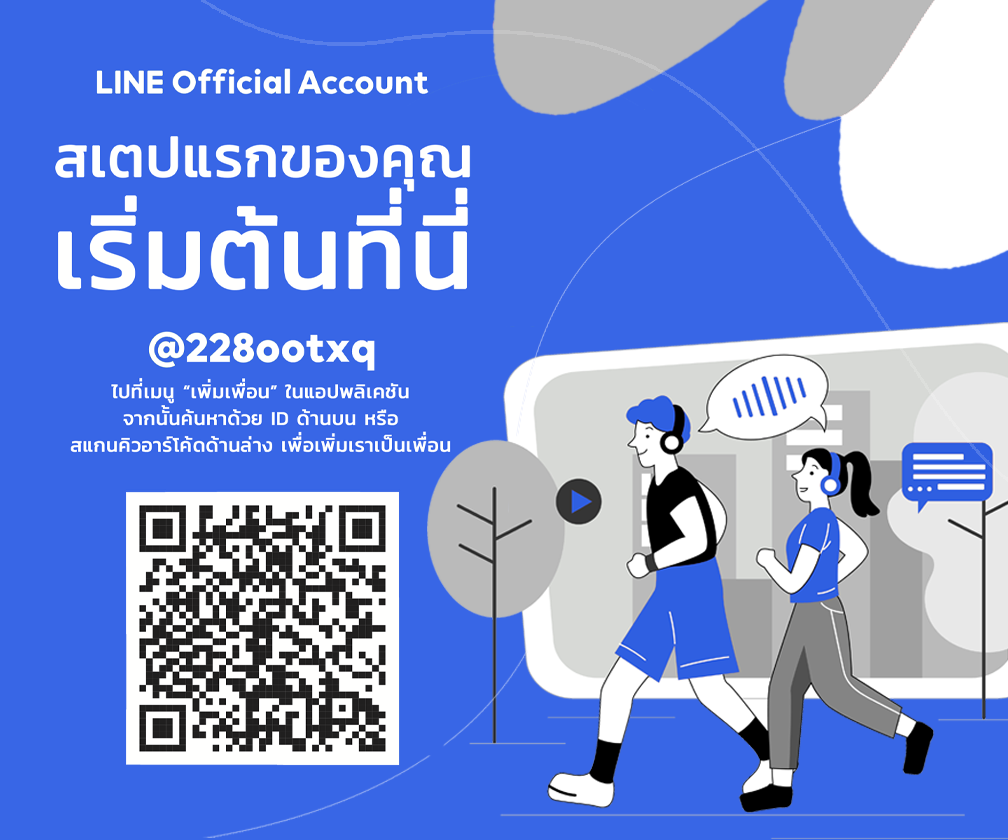 LINE Official Account
สเตปแรกของคุณ
เริ่มต้นที่นี่
@228ootxq
ไปที่เมนู “เพิ่มเพื่อน” ในแอปพลิเคชัน
จากนั้นค้นหาด้วย ID ด้านบน หรือ
สแกนคิวอาร์โค้ดด้านล่าง เพื่อเพิ่มเราเป็นเพื่อน